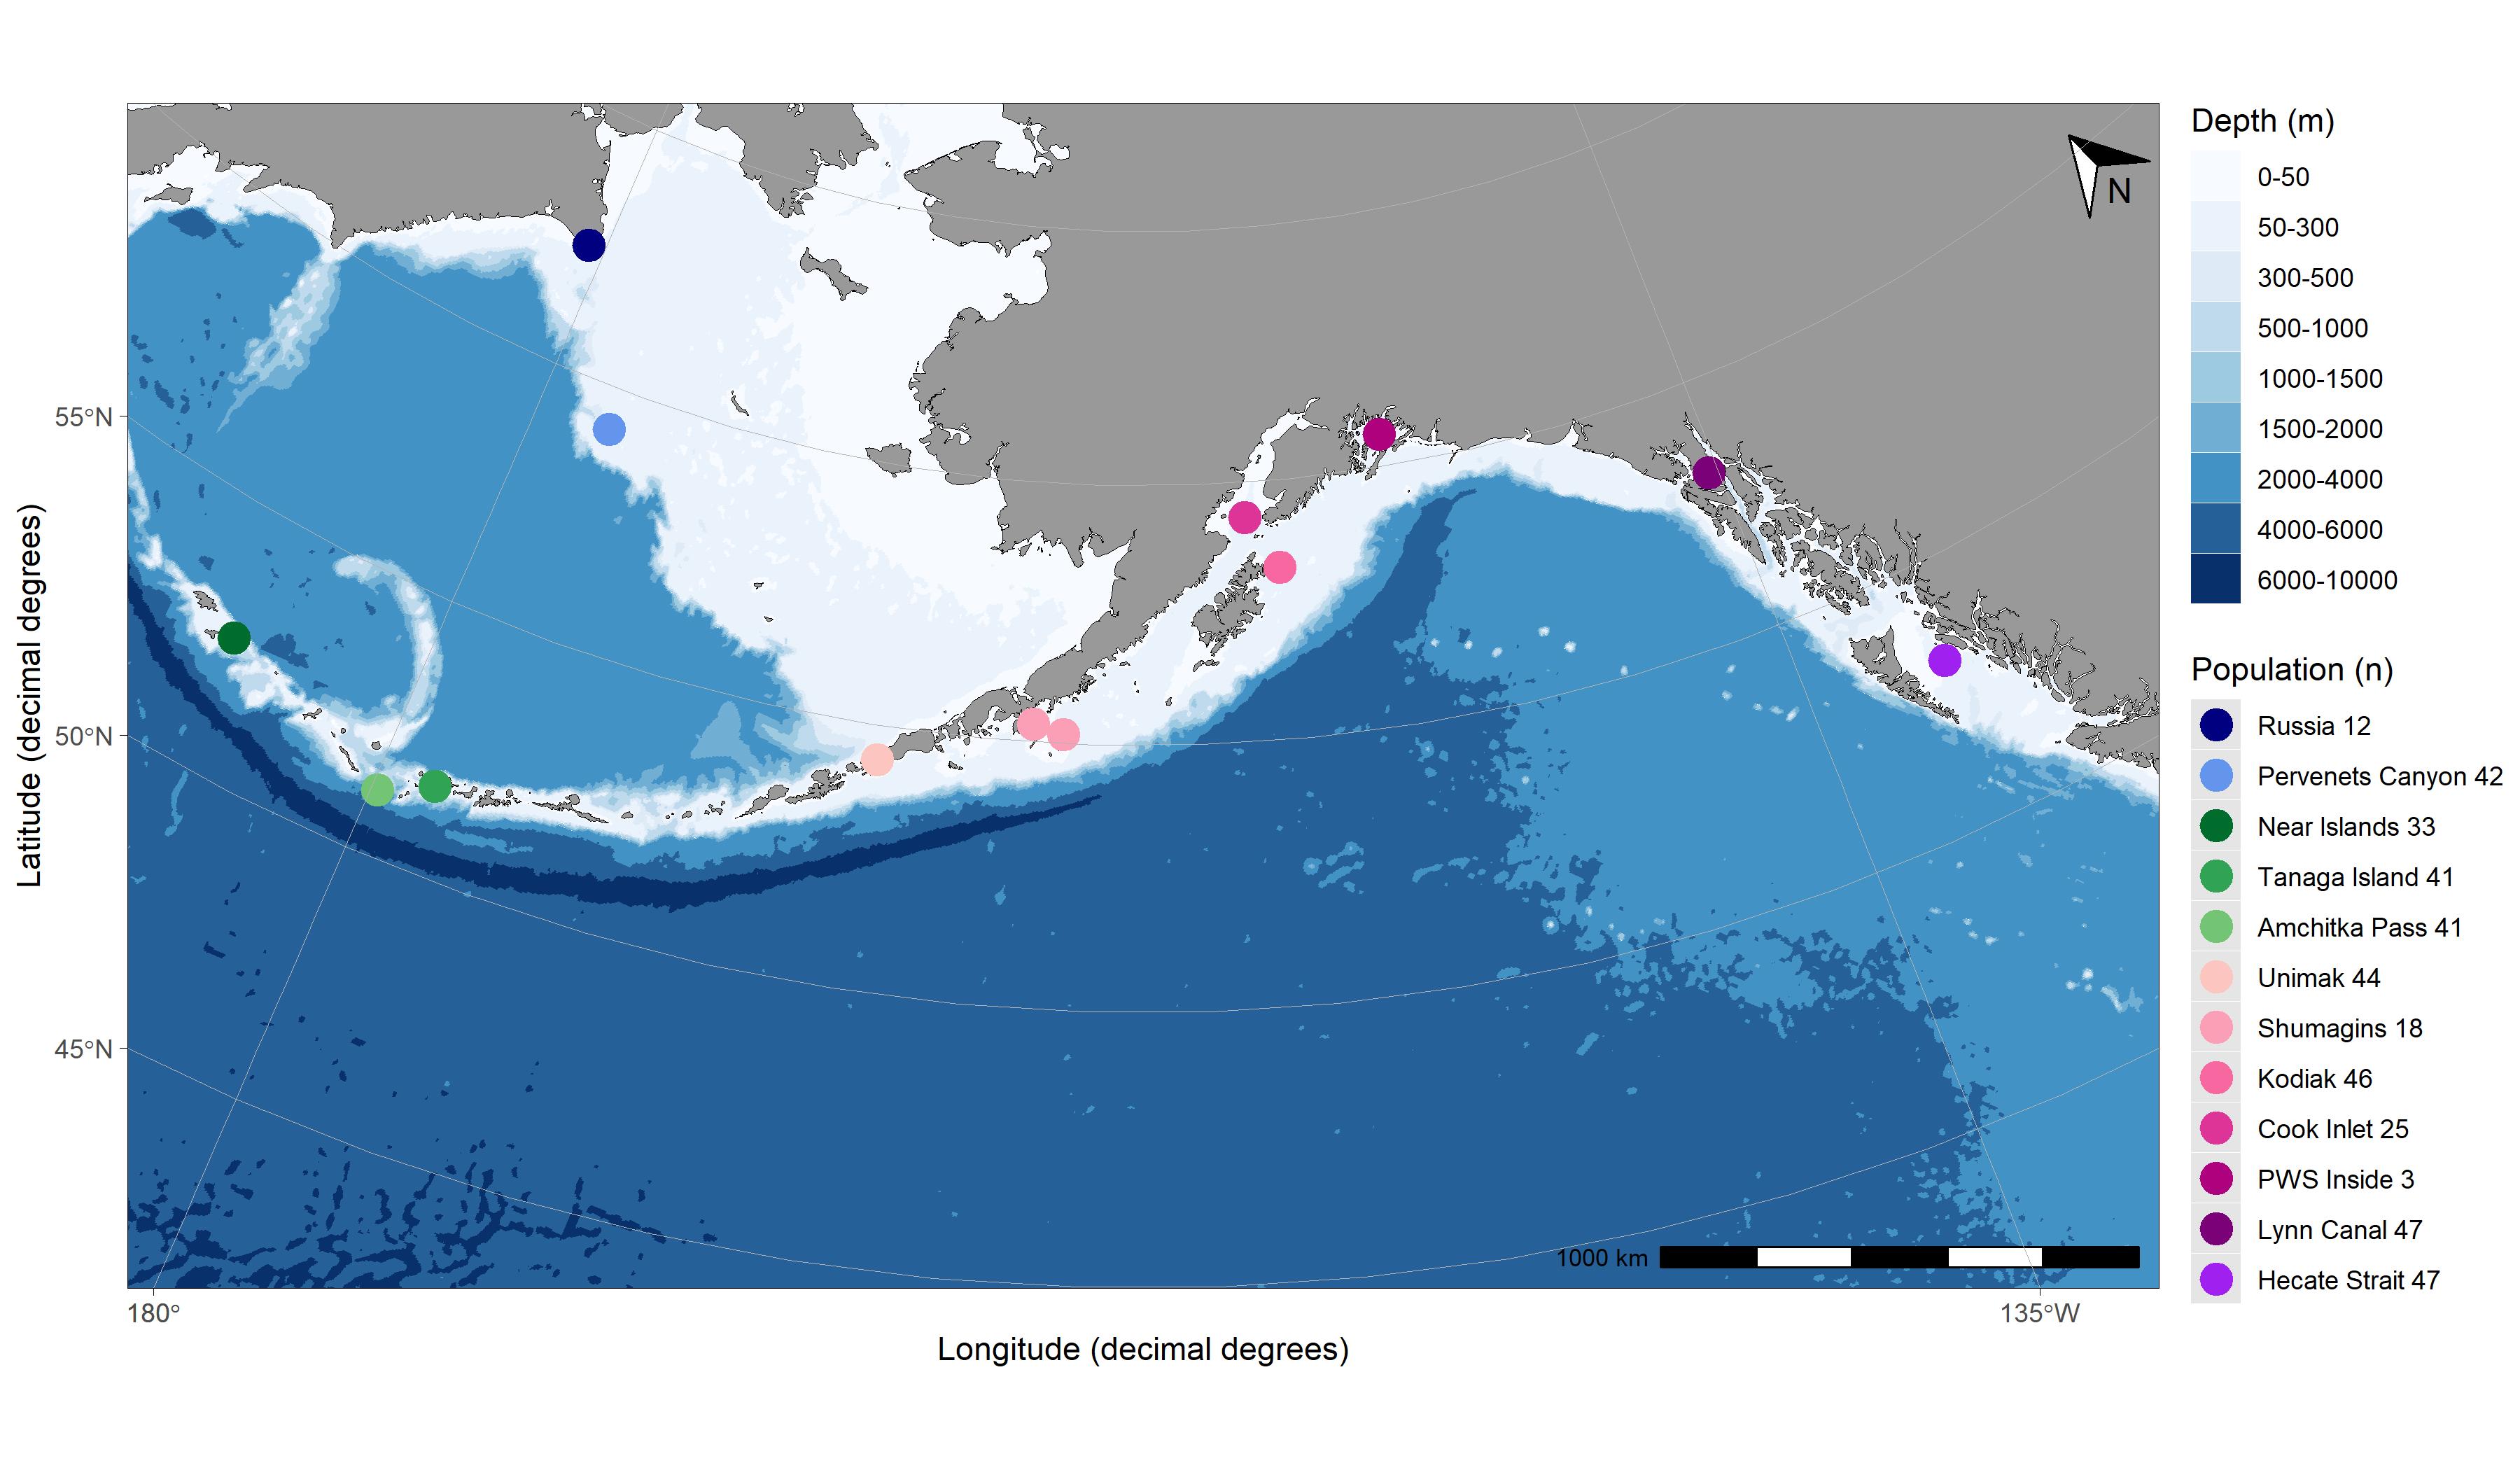 Depth (m)
0-50
50-300
300-500
500-1000
1000-1500
1500-2000
2000-4000
4000-6000
6000-10000
Population (n)
Russia 12
Pervenets Canyon 42
Near Islands 33
Tanaga Island 41
Amchitka Pass 41
Unimak 44
Shumagins 18
Kodiak 46
Cook Inlet 25
PWS Inside 3
Lynn Canal 47
Hecate Strait 47
N
55°N
50°N
45°N
Latitude (decimal degrees)
1000 km
180°
135°W
Longitude (decimal degrees)